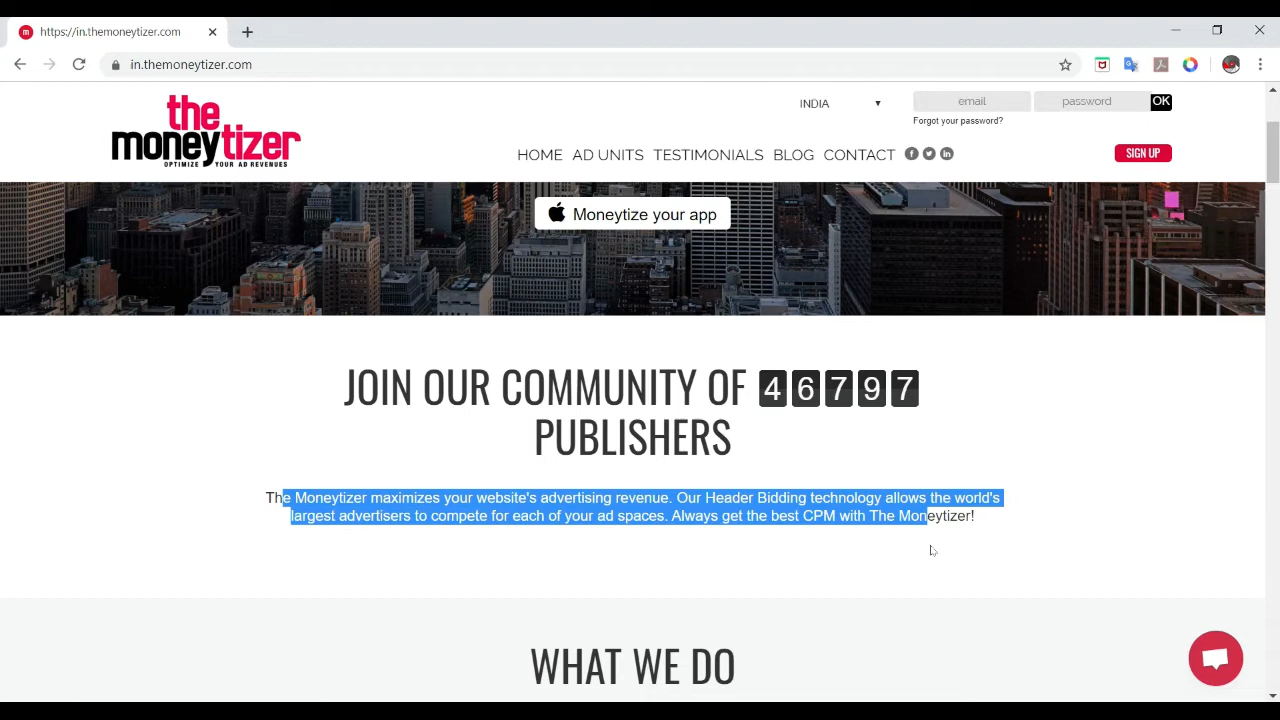 https://in.themoneytizer.com
in.themoneytizer.com
the
moneytizer
OPTIMIZE YOUR AD REVENUES
INDIA
email
password
OK
Forgot your password?
HOME AD UNITS TESTIMONIALS BLOG CONTACT
SIGN UP
Moneytize your app
JOIN OUR COMMUNITY OF 46797
PUBLISHERS
The Moneytizer maximizes your website's advertising revenue. Our Header Bidding technology allows the world's
largest advertisers to compete for each of your ad spaces. Always get the best CPM with The Moneytizer!
WHAT WE DO